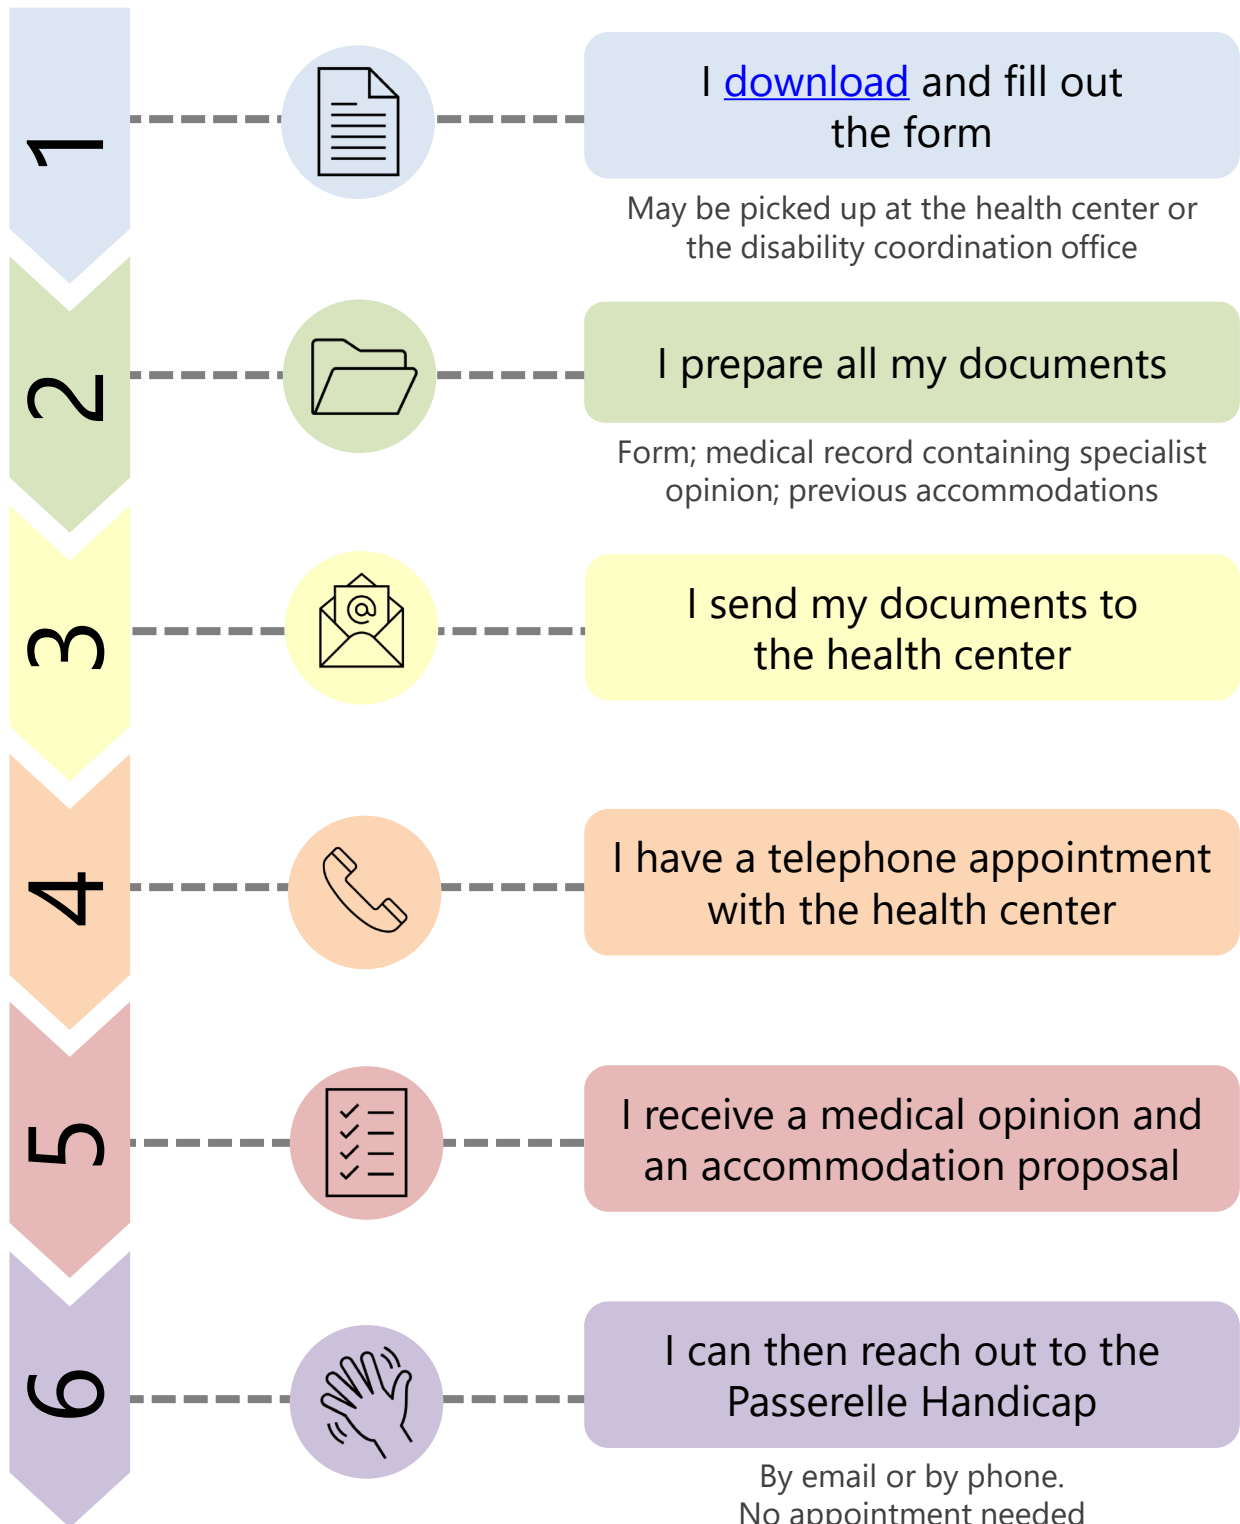 1
I download and fill out
the form
May be picked up at the health center or
the disability coordination office
2
I prepare all my documents
Form; medical record containing specialist
opinion; previous accommodations
3
@
I send my documents to
the health center
4
I have a telephone appointment
with the health center
5
I receive a medical opinion and
an accommodation proposal
6
I can then reach out to the
Passerelle Handicap
By email or by phone.
No appointment needed